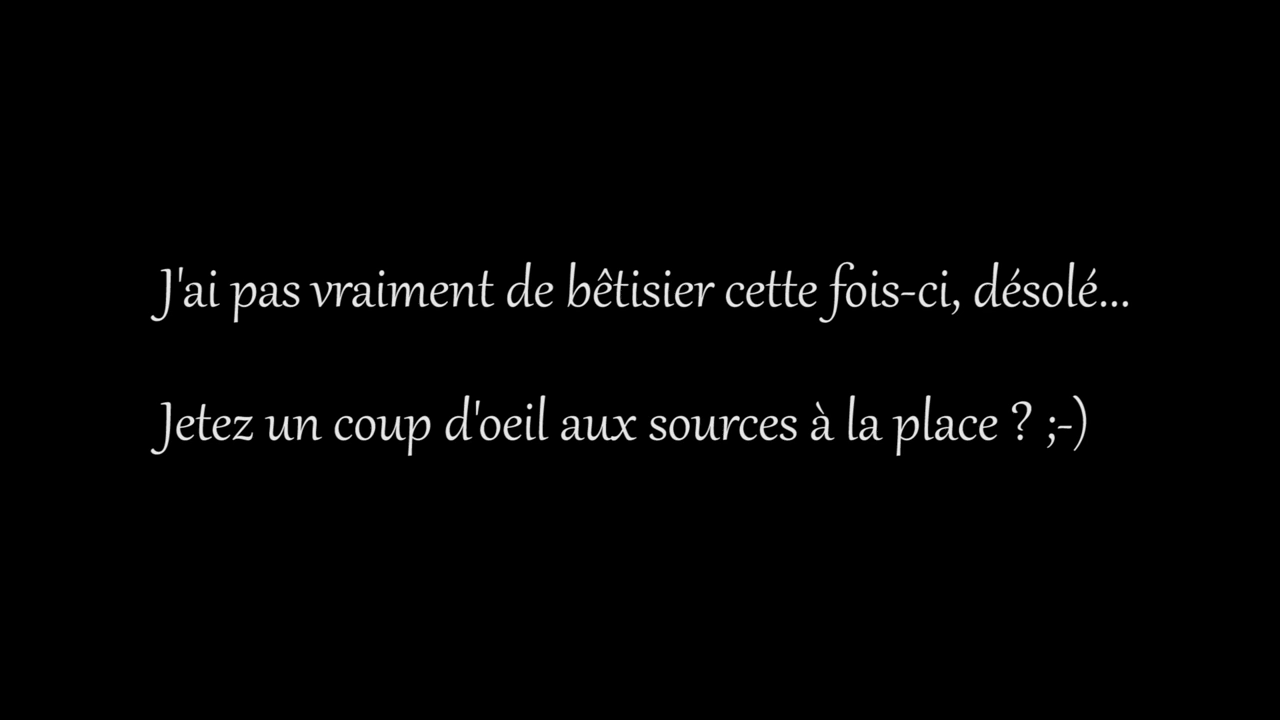 J'ai pas vraiment de bêtisier cette fois-ci, désolé...
Jetez un coup d'oeil aux sources à la place ? ;-)